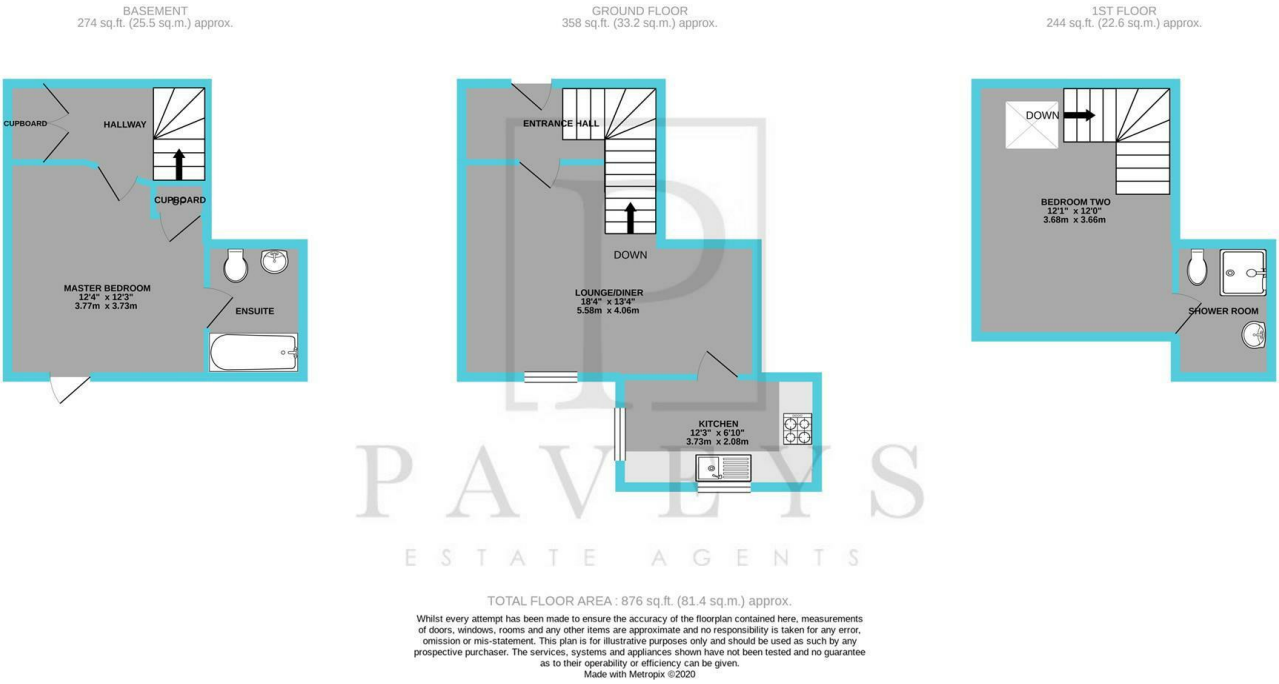 BASEMENT
274 sq.ft. (25.5 sq.m.) approx.
GROUND FLOOR
358 sq.ft. (33.2 sq.m.) approx.
1ST FLOOR
244 sq.ft. (22.6 sq.m.) approx.
CUPBOARD
HALLWAY
CUPBOARD
UP
MASTER BEDROOM
12'4" x 12'3"
3.77m x 3.73m
ENSUITE
ENTRANCE HALL
DOWN
LOUNGE/DINER
18'4" x 13'4"
5.58m x 4.06m
KITCHEN
12'3" x 6'10"
3.73m x 2.08m
DOWN
BEDROOM TWO
12'1" x 12'0"
3.68m x 3.66m
SHOWER ROOM
P
PAVEYS
ESTATE AGENTS
TOTAL FLOOR AREA : 876 sq.ft. (81.4 sq.m.) approx.
Whilst every attempt has been made to ensure the accuracy of the floorplan contained here, measurements
of doors, windows, rooms and any other items are approximate and no responsibility is taken for any error,
omission or mis-statement. This plan is for illustrative purposes only and should be used as such by any
prospective purchaser. The services, systems and appliances shown have not been tested and no guarantee
as to their operability or efficiency can be given.
Made with Metropix ©2020